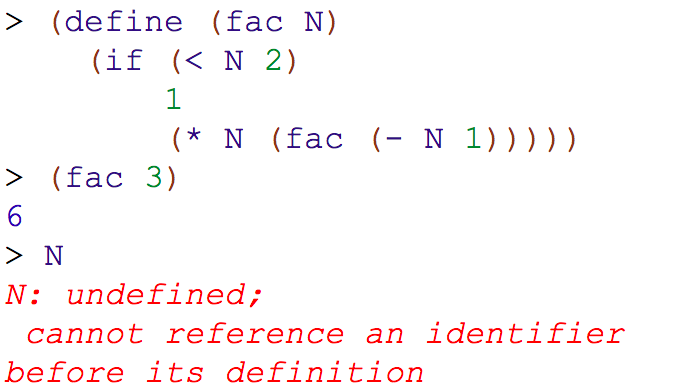 > (define (fac N)
    (if (< N 2)
        1
        (* N (fac (- N 1)))))
> (fac 3)
6
> N
N: undefined;
 cannot reference an identifier
before its definition